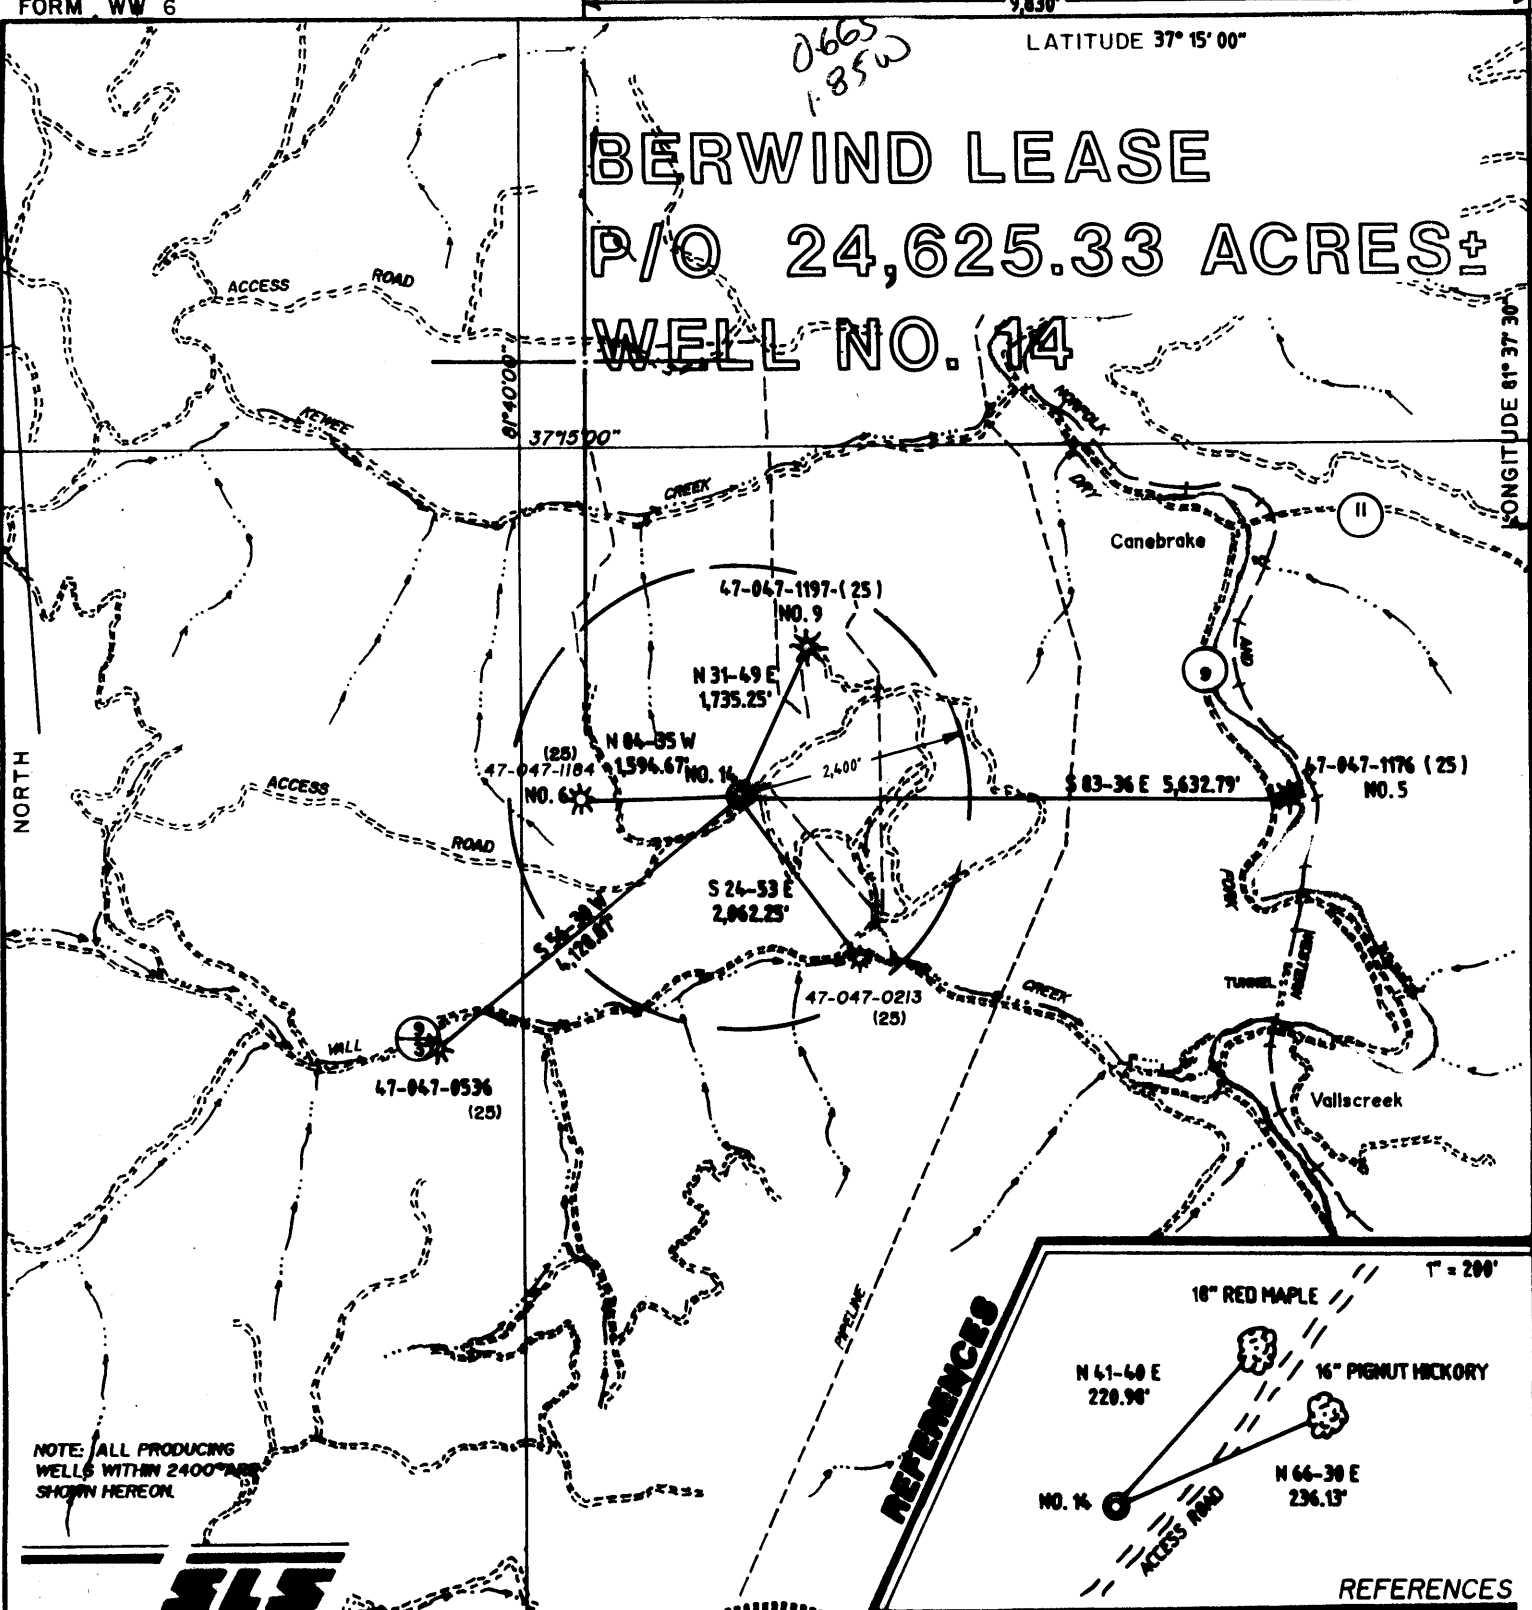 FORM WW 6
9,830'
LATITUDE 37° 15' 00"
0.66S
1.85W
BERWIND LEASE
P/O 24,625.33 ACRES±
WELL NO. 14
ACCESS ROAD
LONGITUDE 81° 37' 30"
81°40'00"
37°15'00"
KEWEE
CREEK
NORFOLK
DRY
Canebrake
11
47-047-1197-(25)
NO. 9
AND
9
N 31-49 E
1,735.25'
NORTH
(25)
47-047-1184
NO. 6
N 84-35 W
1,594.67'
NO. 14
2,400'
S 83-36 E 5,632.79'
47-047-1176 (25)
NO. 5
ACCESS
ROAD
S 24-53 E
2,062.25'
FORK
S 56-30 W
WESTERN
TUNNEL
47-047-0213
(25)
CREEK
VALL
9
47-047-0536
(25)
Vallscreek
PIPELINE
REFERENCES
1" = 200'
18" RED MAPLE
N 41-40 E
220.98'
16" PIGNUT HICKORY
N 66-30 E
236.13'
NO. 14
ACCESS ROAD
REFERENCES
NOTE: ALL PRODUCING
WELLS WITHIN 2400' ARE
SHOWN HEREON.
SLS